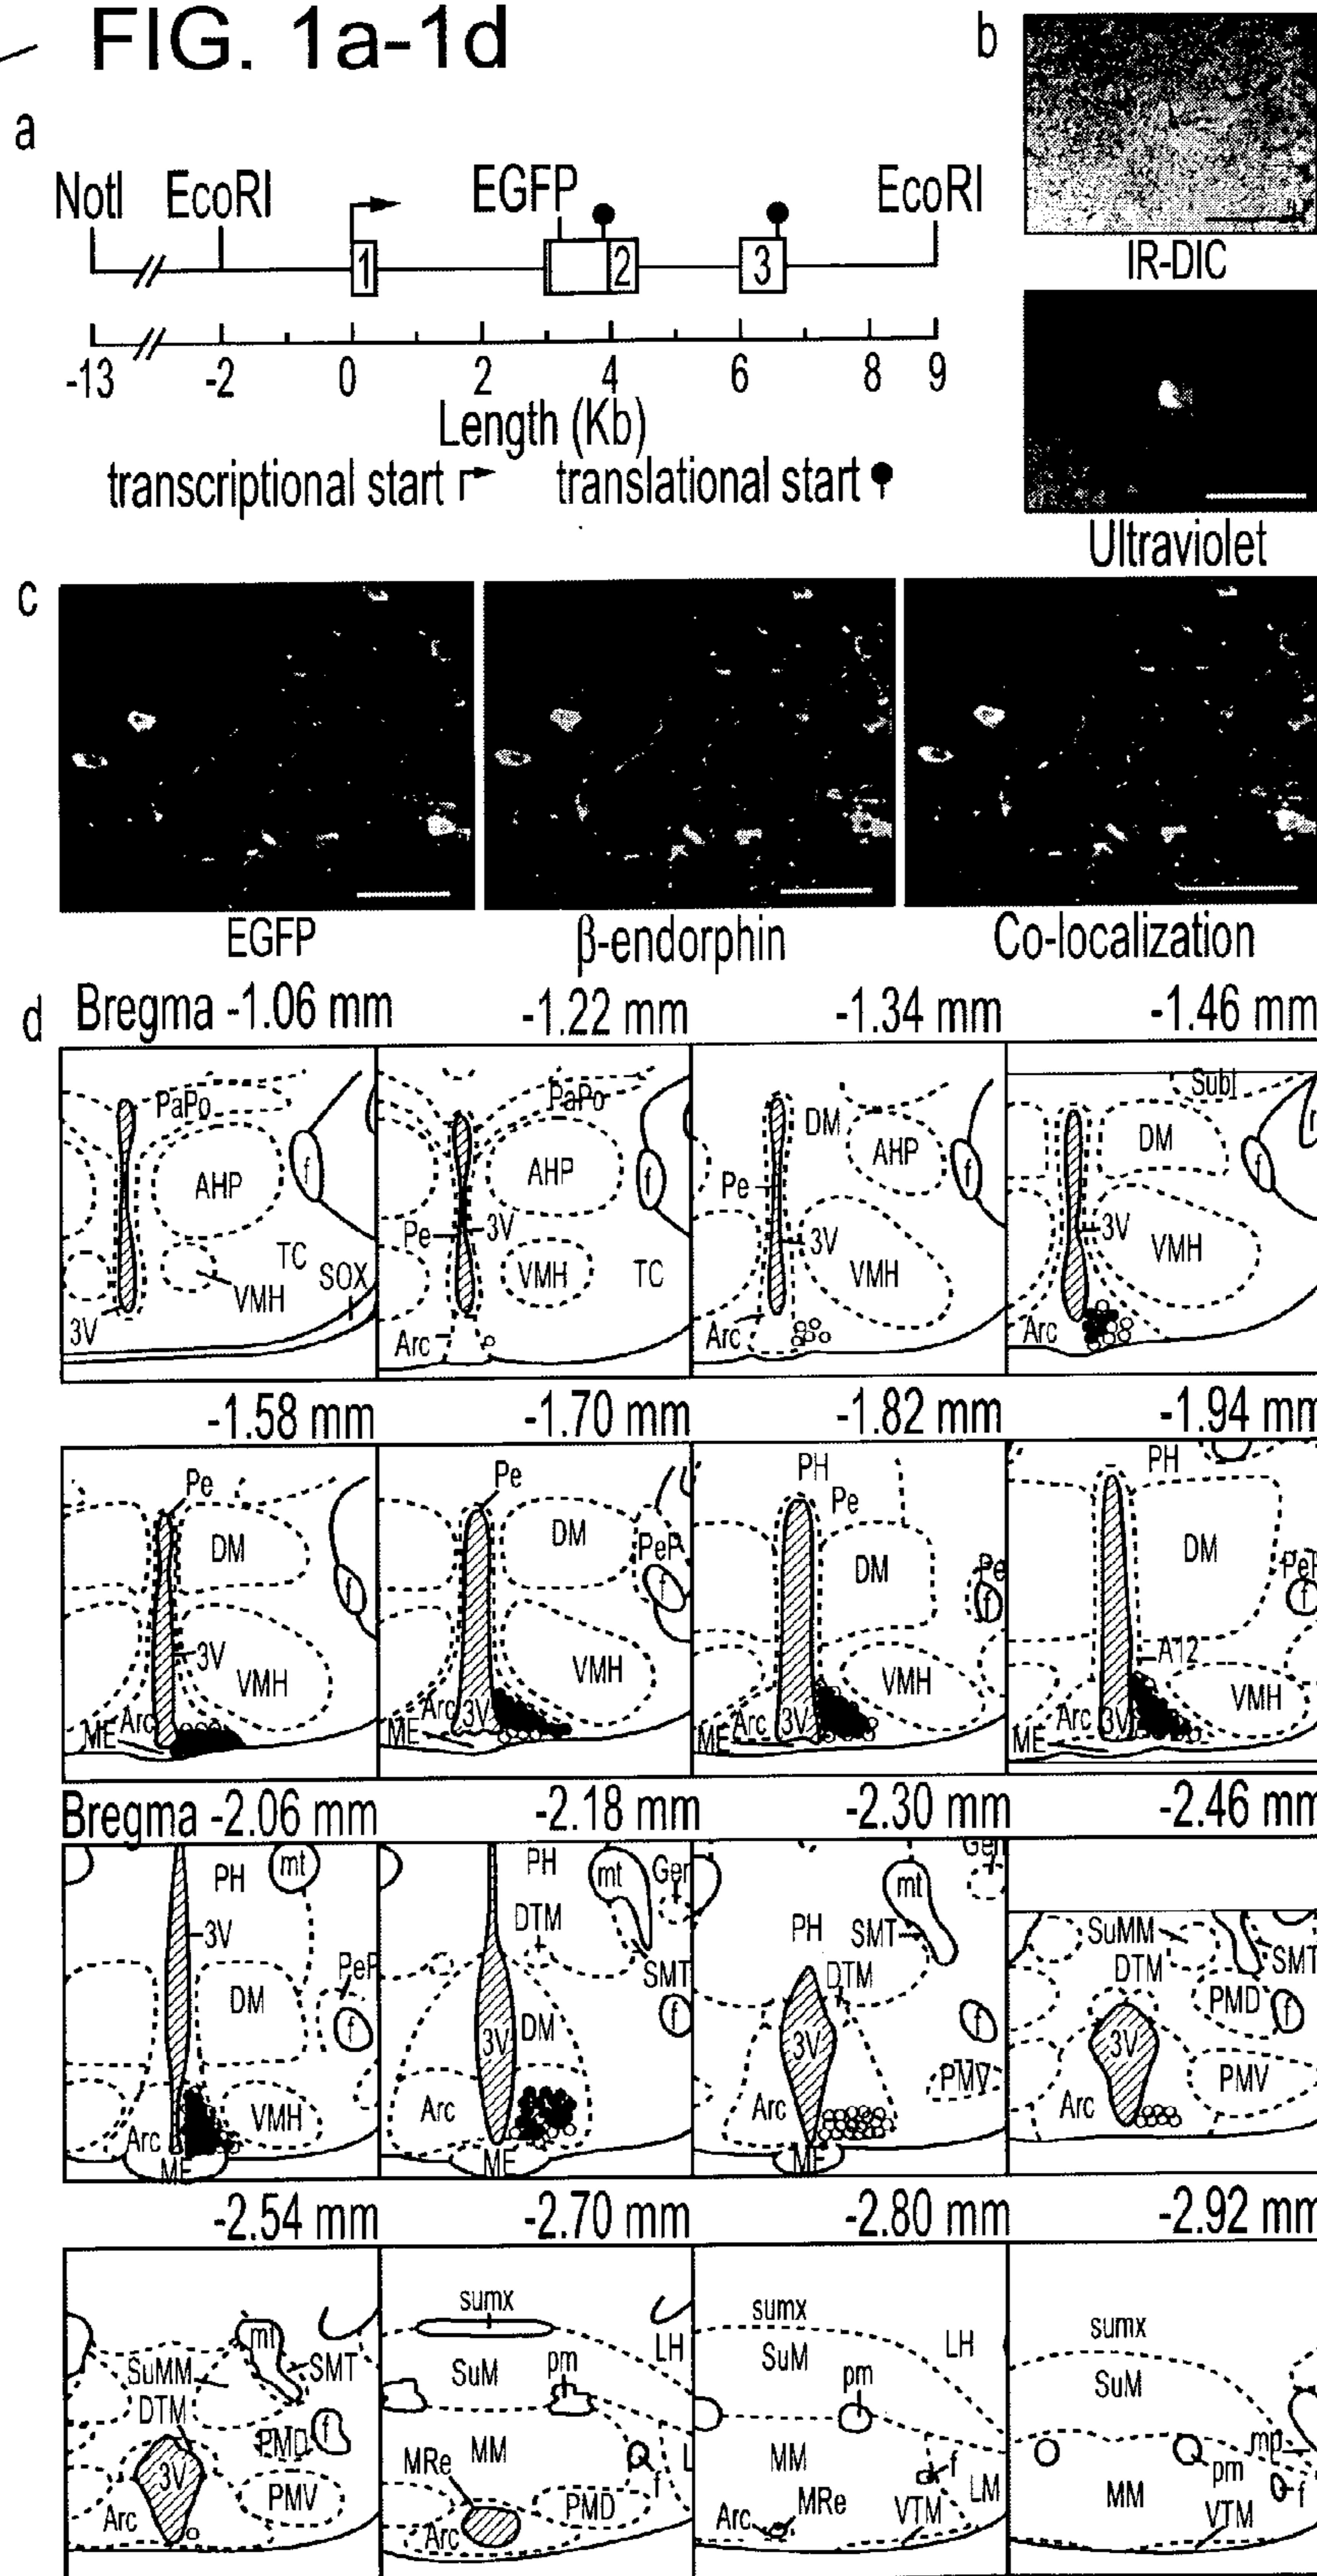 FIG. 1a-1d
a
NotI EcoRI EGFP EcoRI
1 2 3
-13 -2 0 2 4 6 8 9
Length (Kb)
transcriptional start translational start
b
IR-DIC
Ultraviolet
c
EGFP β-endorphin Co-localization
d Bregma -1.06 mm -1.22 mm -1.34 mm -1.46 mm
PaPo AHP f TC SOX VMH 3V
PaPo AHP f Pe 3V VMH TC Arc
DM AHP f Pe 3V VMH Arc
SubI DM f 3V VMH Arc
-1.58 mm -1.70 mm -1.82 mm -1.94 mm
Pe DM f 3V VMH Arc ME
Pe DM PeP f VMH Arc 3V ME
PH Pe DM Pe f VMH Arc 3V ME
PH DM PeP f A12 VMH Arc 3V ME
Bregma -2.06 mm -2.18 mm -2.30 mm -2.46 mm
PH mt 3V PeP DM f VMH Arc ME
PH mt Gem DTM SMT f 3V DM Arc ME
Gem mt PH SMT DTM f 3V PMV Arc ME
SuMM SMT DTM PMD f 3V PMV Arc
-2.54 mm -2.70 mm -2.80 mm -2.92 mm
mt SuMM SMT DTM f PMD 3V PMV Arc
sumx LH SuM pm MRe MM f L PMD Arc
sumx SuM LH pm MM f MRe LM Arc VTM
sumx SuM mp pm f MM VTM